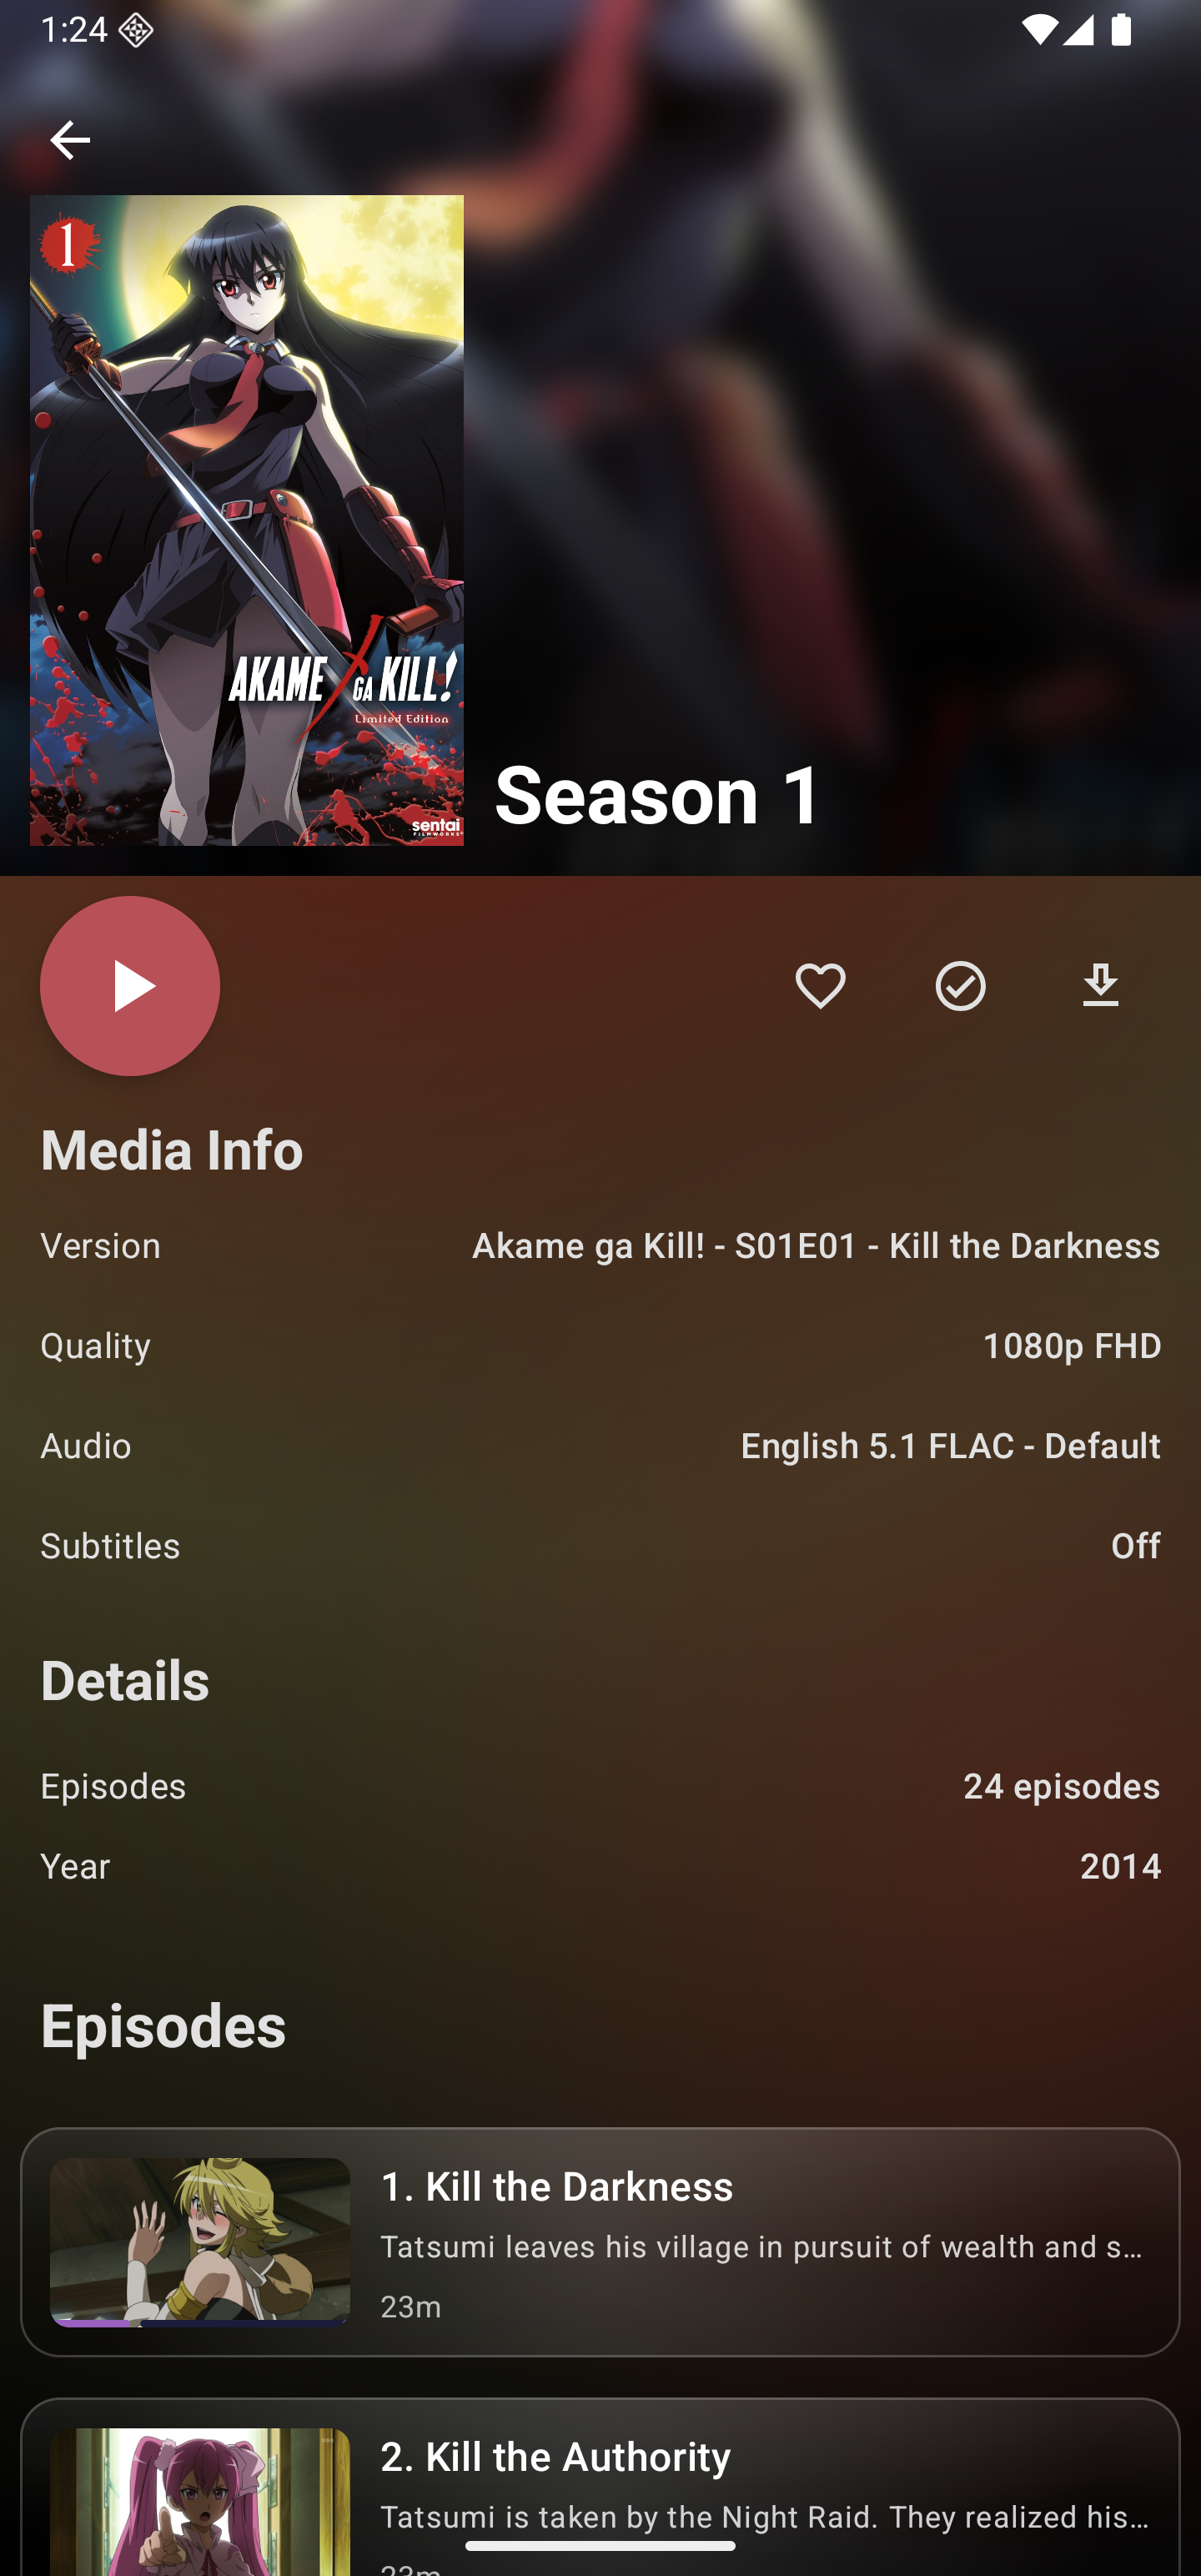 1:24
1
AKAME GA KILL!
Limited Edition
sentai
FILMWORKS
Season 1
Media Info
Version
Akame ga Kill! - S01E01 - Kill the Darkness
Quality
1080p FHD
Audio
English 5.1 FLAC - Default
Subtitles
Off
Details
Episodes
24 episodes
Year
2014
Episodes
1. Kill the Darkness
Tatsumi leaves his village in pursuit of wealth and s…
23m
2. Kill the Authority
Tatsumi is taken by the Night Raid. They realized his…
23m